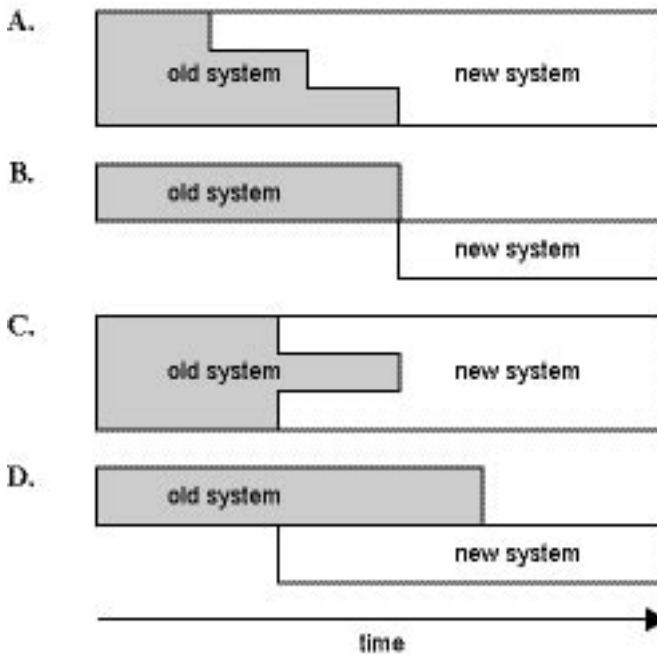 A.
old system new system
B.
old system
new system
C.
old system new system
D.
old system
new system
time